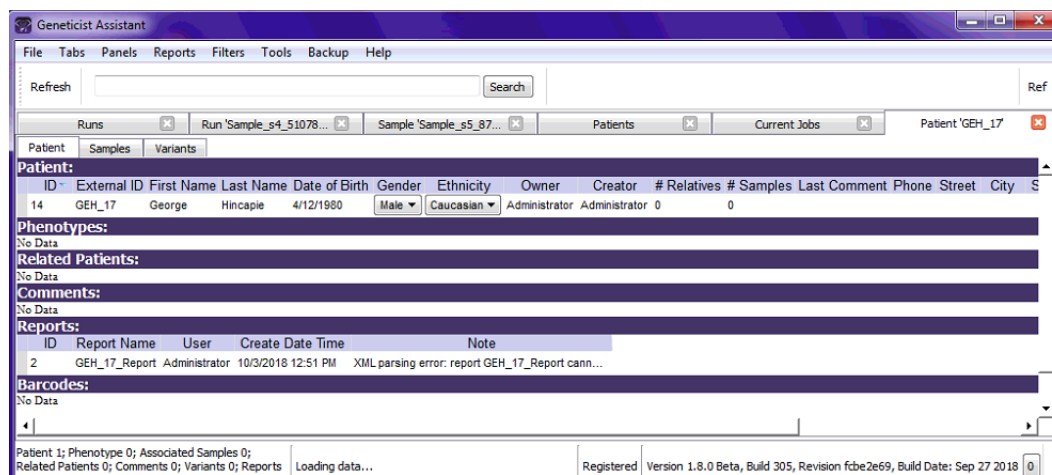 Geneticist Assistant
File Tabs Panels Reports Filters Tools Backup Help
Refresh Search Ref
Runs Run 'Sample_s4_51078... Sample 'Sample_s5_87... Patients Current Jobs Patient 'GEH_17'
Patient Samples Variants
Patient:
ID External ID First Name Last Name Date of Birth Gender Ethnicity Owner Creator # Relatives # Samples Last Comment Phone Street City S
14 GEH_17 George Hincapie 4/12/1980 Male Caucasian Administrator Administrator 0 0
Phenotypes:
No Data
Related Patients:
No Data
Comments:
No Data
Reports:
ID Report Name User Create Date Time Note
2 GEH_17_Report Administrator 10/3/2018 12:51 PM XML parsing error: report GEH_17_Report cann...
Barcodes:
No Data
Patient 1; Phenotype 0; Associated Samples 0;
Related Patients 0; Comments 0; Variants 0; Reports Loading data... Registered Version 1.8.0 Beta, Build 305, Revision fcbe2e69, Build Date: Sep 27 2018 0